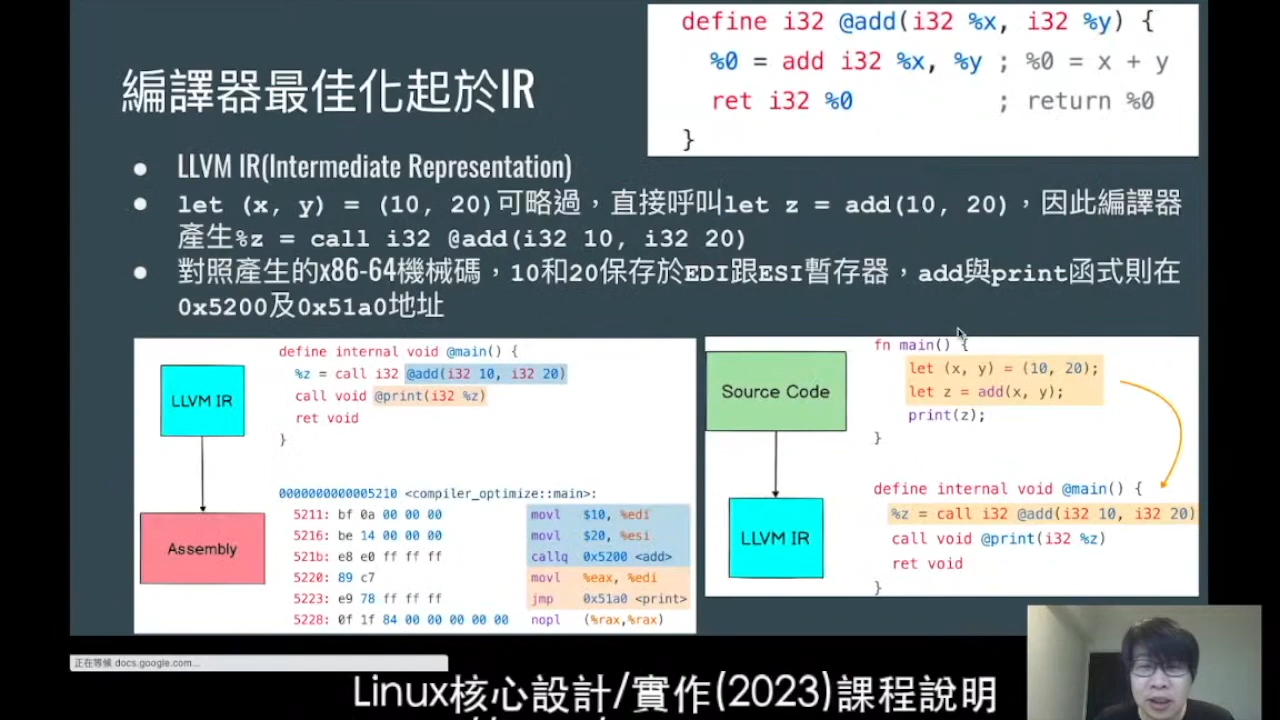 編譯器最佳化起於IR
define i32 @add(i32 %x, i32 %y) {
%0 = add i32 %x, %y ; %0 = x + y
ret i32 %0 ; return %0
}
● LLVM IR(Intermediate Representation)
● let (x, y) = (10, 20)可略過，直接呼叫let z = add(10, 20)，因此編譯器
產生%z = call i32 @add(i32 10, i32 20)
● 對照產生的x86-64機械碼，10和20保存於EDI跟ESI暫存器，add與print函式則在
0x5200及0x51a0地址
LLVM IR
Assembly
define internal void @main() {
%z = call i32 @add(i32 10, i32 20)
call void @print(i32 %z)
ret void
}
0000000000005210 <compiler_optimize::main>:
5211: bf 0a 00 00 00 movl $10, %edi
5216: be 14 00 00 00 movl $20, %esi
521b: e8 e0 ff ff ff callq 0x5200 <add>
5220: 89 c7 movl %eax, %edi
5223: e9 78 ff ff ff jmp 0x51a0 <print>
5228: 0f 1f 84 00 00 00 00 00 nopl (%rax,%rax)
Source Code
LLVM IR
fn main() {
let (x, y) = (10, 20);
let z = add(x, y);
print(z);
}
define internal void @main() {
%z = call i32 @add(i32 10, i32 20)
call void @print(i32 %z)
ret void
}
正在等候 docs.google.com...
Linux核心設計/實作(2023)課程說明